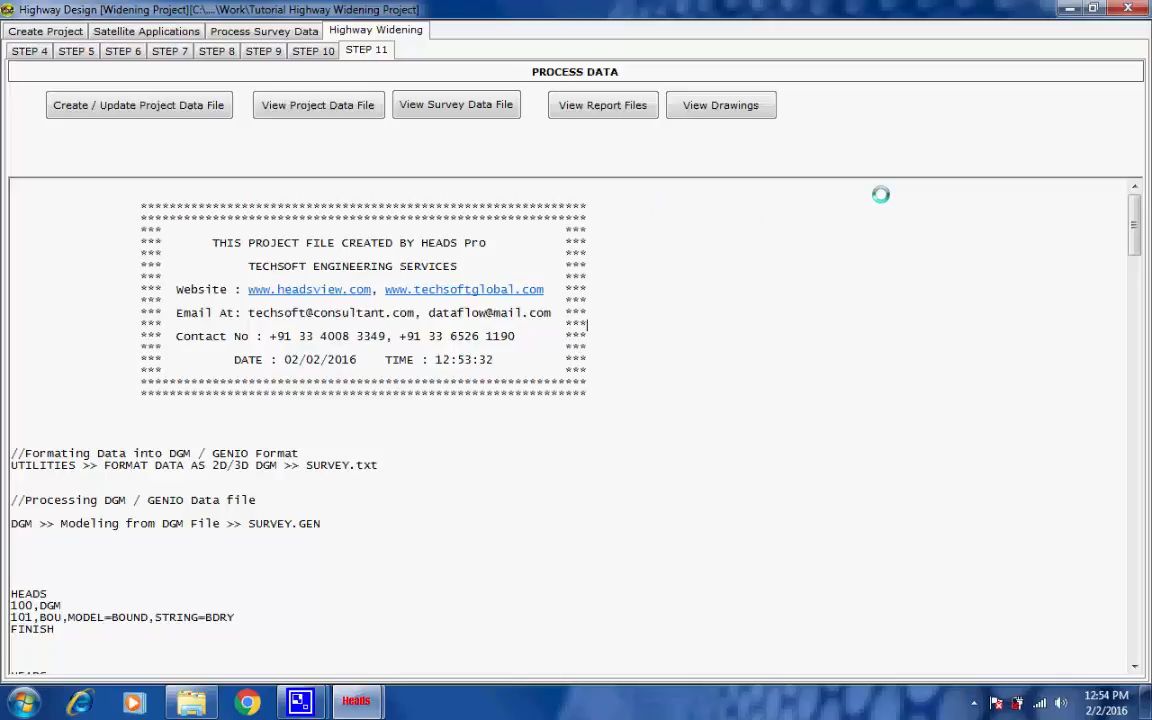 Highway Design [Widening Project][C:\....\Work\Tutorial Highway Widening Project]
Create Project Satellite Applications Process Survey Data Highway Widening
STEP 4 STEP 5 STEP 6 STEP 7 STEP 8 STEP 9 STEP 10 STEP 11
PROCESS DATA
Create / Update Project Data File View Project Data File View Survey Data File View Report Files View Drawings
**************************************************************
**************************************************************
*** ***
*** THIS PROJECT FILE CREATED BY HEADS Pro ***
*** ***
*** TECHSOFT ENGINEERING SERVICES ***
*** ***
*** Website : www.headsview.com, www.techsoftglobal.com ***
*** ***
*** Email At: techsoft@consultant.com, dataflow@mail.com ***
*** ***
*** Contact No : +91 33 4008 3349, +91 33 6526 1190 ***
*** ***
*** DATE : 02/02/2016 TIME : 12:53:32 ***
*** ***
**************************************************************
**************************************************************
//Formating Data into DGM / GENIO Format
UTILITIES >> FORMAT DATA AS 2D/3D DGM >> SURVEY.txt
//Processing DGM / GENIO Data file
DGM >> Modeling from DGM File >> SURVEY.GEN
HEADS
100,DGM
101,BOU,MODEL=BOUND,STRING=BDRY
FINISH
Heads
12:54 PM
2/2/2016